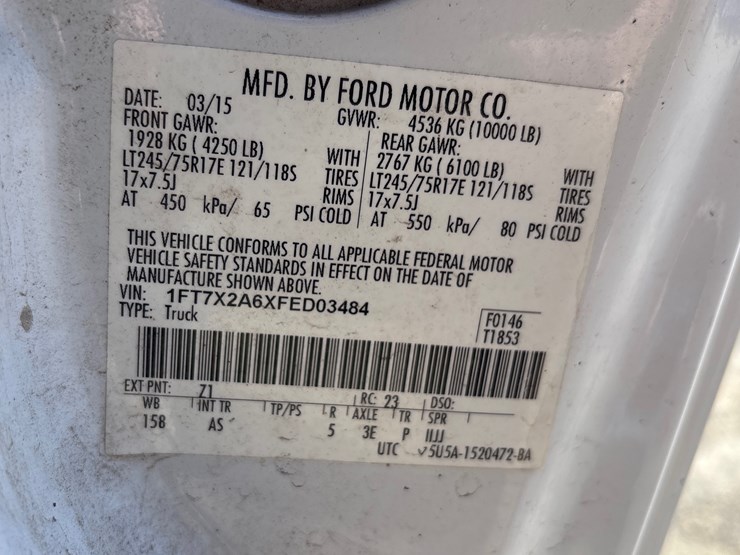 MFD. BY FORD MOTOR CO.
DATE: 03/15 GVWR: 4536 KG (10000 LB)
FRONT GAWR: REAR GAWR:
1928 KG ( 4250 LB) WITH 2767 KG ( 6100 LB) WITH
LT245/75R17E 121/118S TIRES LT245/75R17E 121/118S TIRES
17x7.5J RIMS 17x7.5J RIMS
AT 450 kPa/ 65 PSI COLD AT 550 kPa/ 80 PSI COLD
THIS VEHICLE CONFORMS TO ALL APPLICABLE FEDERAL MOTOR
VEHICLE SAFETY STANDARDS IN EFFECT ON THE DATE OF
MANUFACTURE SHOWN ABOVE.
VIN: 1FT7X2A6XFED03484
TYPE: Truck
F0146
T1853
EXT PNT: Z1 RC: 23 DSO:
WB INT TR TP/PS R AXLE TR SPR
158 AS 5 3E P IIJJ
UTC 5U5A-1520472-BA